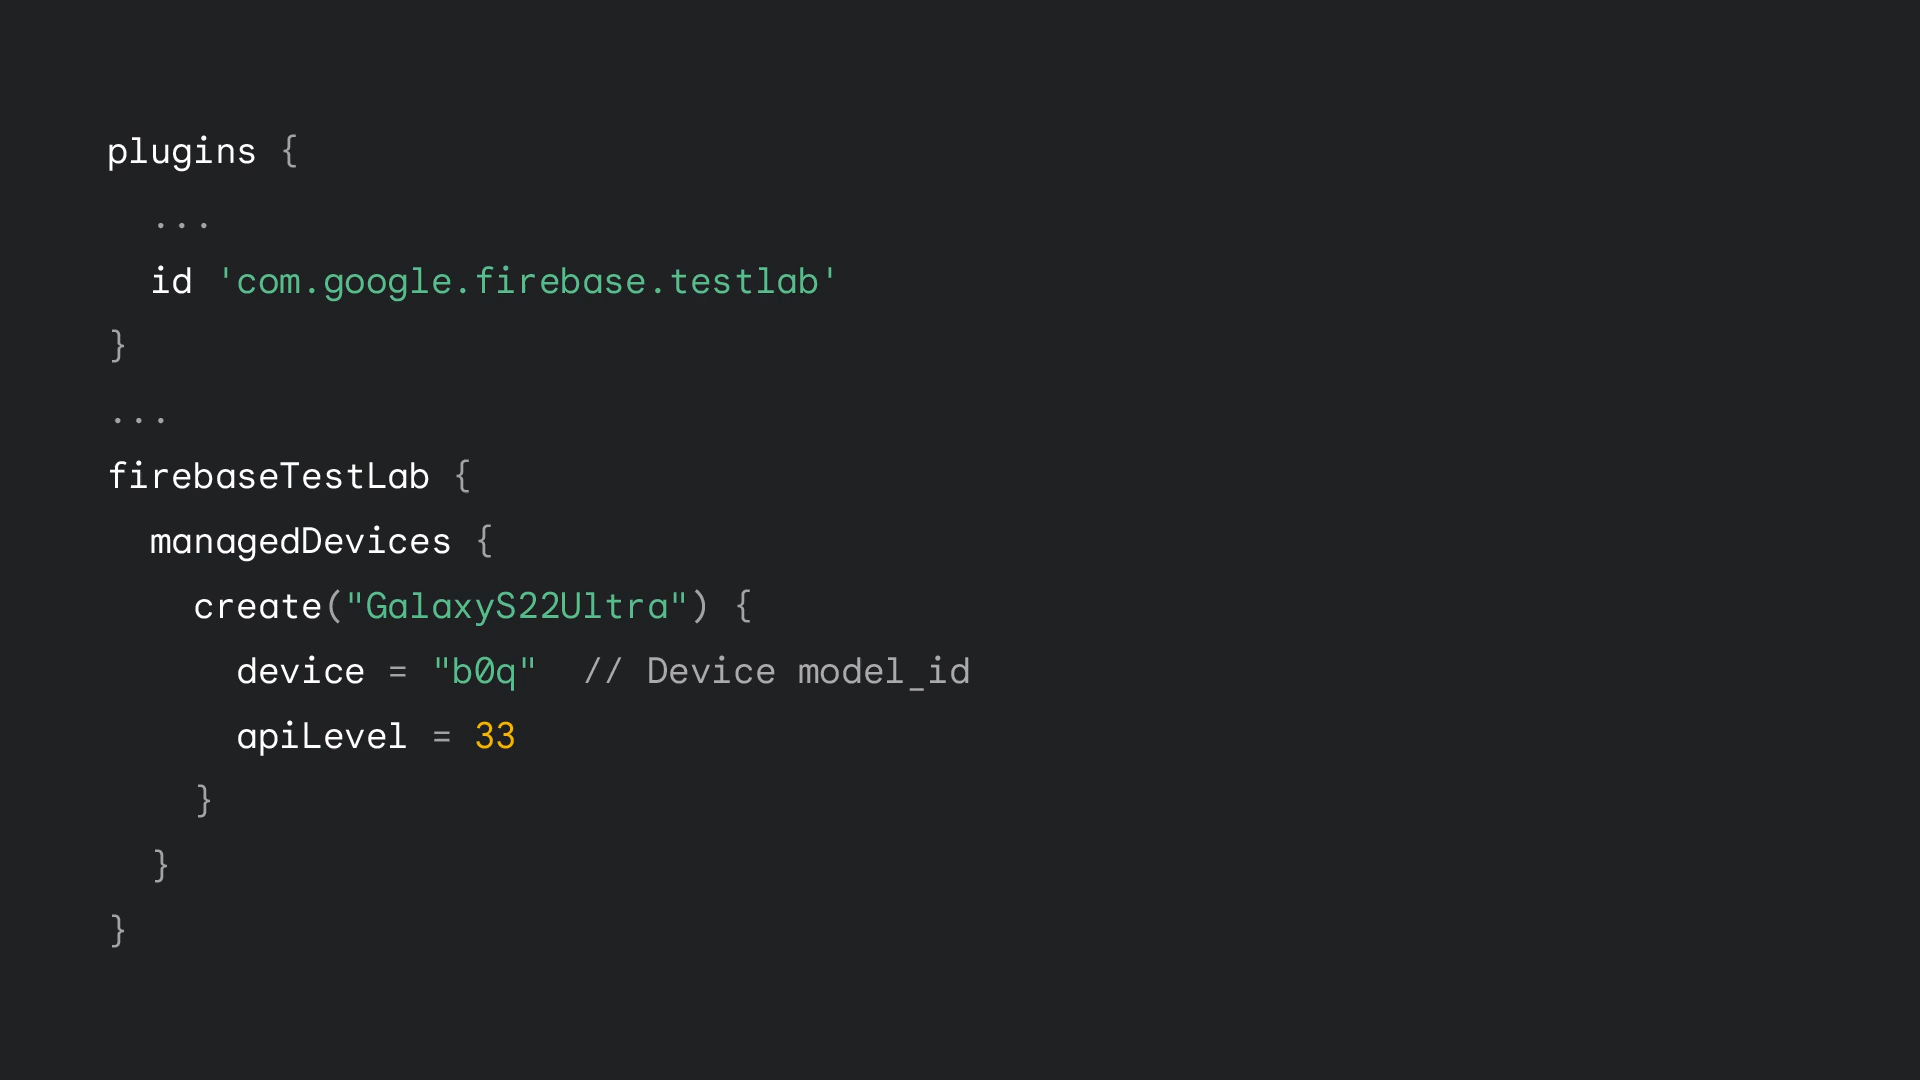 plugins {
  ...
  id 'com.google.firebase.testlab'
}
...
firebaseTestLab {
  managedDevices {
    create("GalaxyS22Ultra") {
      device = "b0q"  // Device model_id
      apiLevel = 33
    }
  }
}